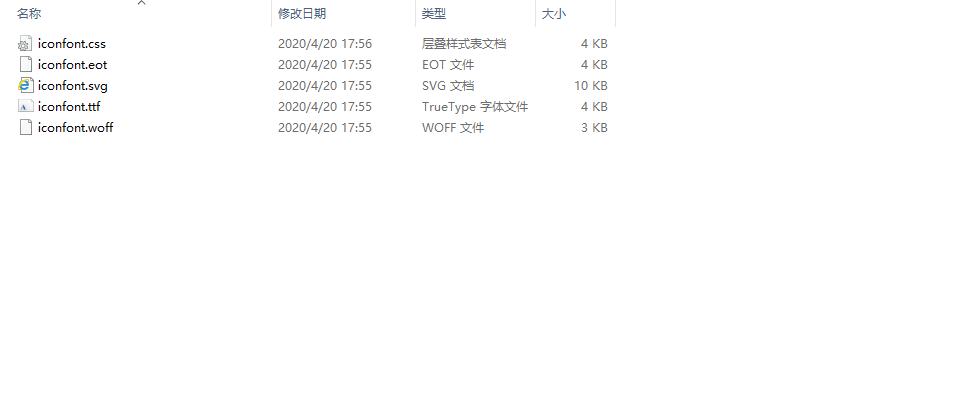 名称 修改日期 类型 大小
iconfont.css 2020/4/20 17:56 层叠样式表文档 4 KB
iconfont.eot 2020/4/20 17:55 EOT 文件 4 KB
iconfont.svg 2020/4/20 17:55 SVG 文档 10 KB
iconfont.ttf 2020/4/20 17:55 TrueType 字体文件 4 KB
iconfont.woff 2020/4/20 17:55 WOFF 文件 3 KB